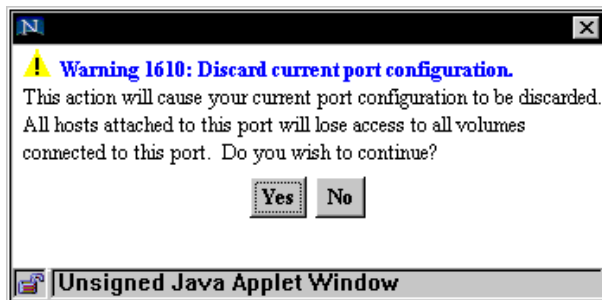 N
Warning 1610: Discard current port configuration.
This action will cause your current port configuration to be discarded.
All hosts attached to this port will lose access to all volumes
connected to this port. Do you wish to continue?
Yes No
Unsigned Java Applet Window